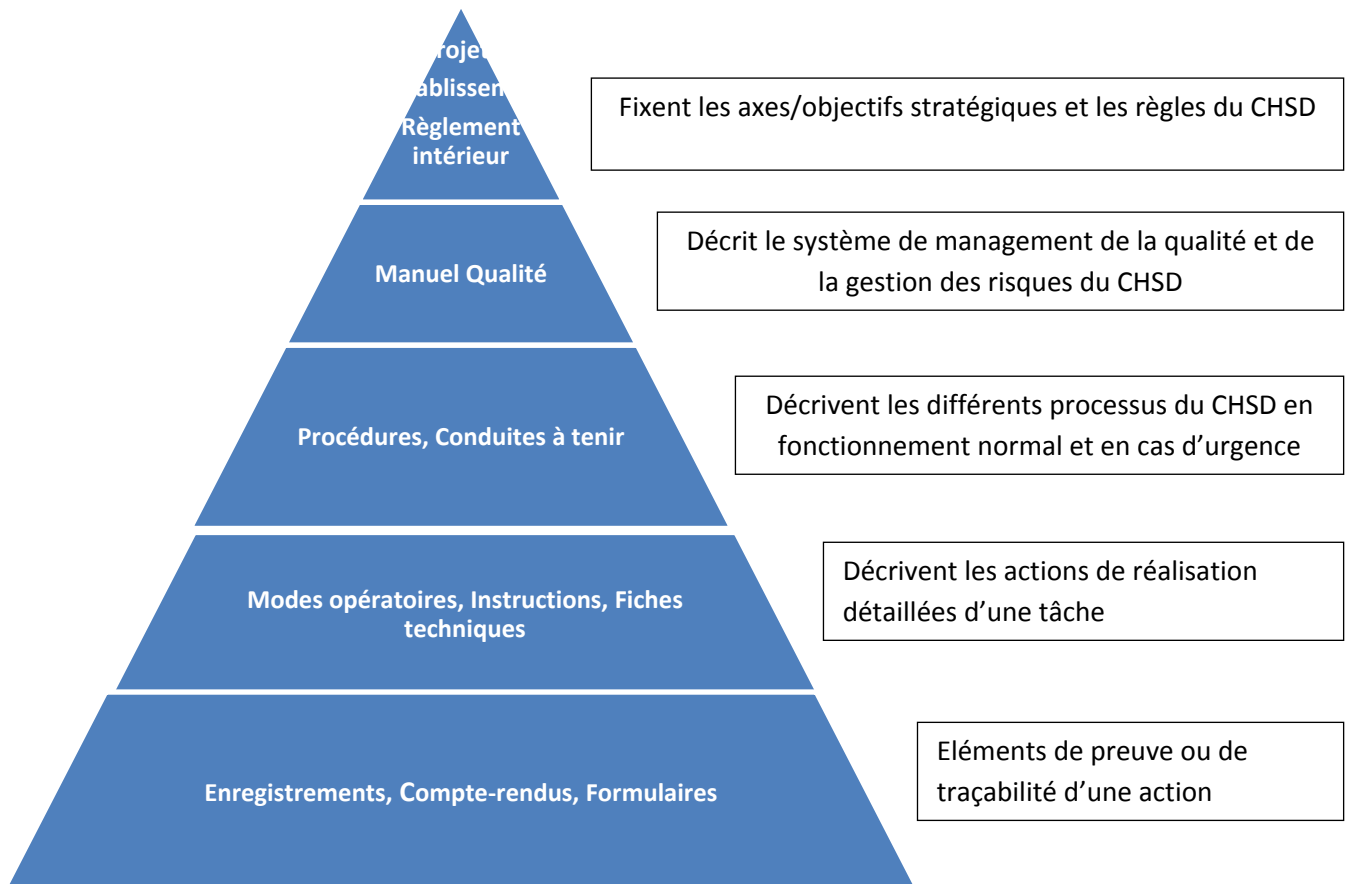 Règlement
intérieur
Fixent les axes/objectifs stratégiques et les règles du CHSD
Manuel Qualité
Décrit le système de management de la qualité et de
la gestion des risques du CHSD
Procédures, Conduites à tenir
Décrivent les différents processus du CHSD en
fonctionnement normal et en cas d’urgence
Modes opératoires, Instructions, Fiches
techniques
Décrivent les actions de réalisation
détaillées d’une tâche
Enregistrements, Compte-rendus, Formulaires
Eléments de preuve ou de
traçabilité d’une action